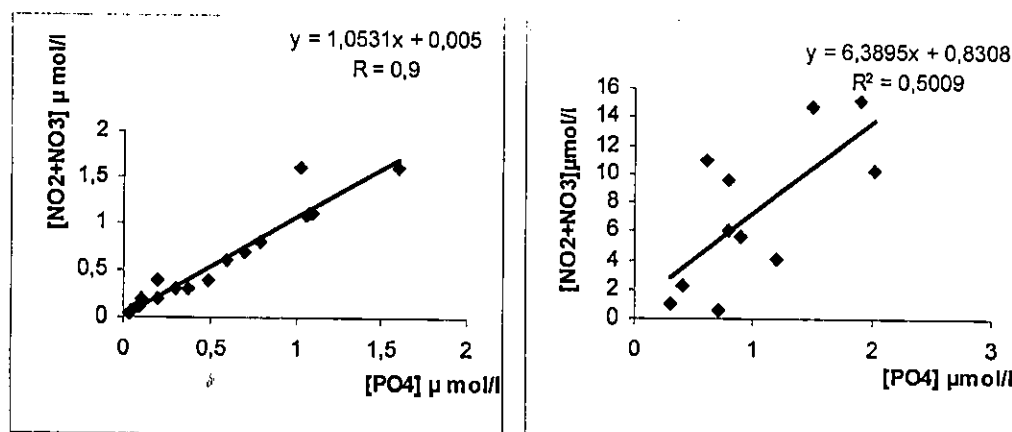 y = 1,0531x + 0,005
R = 0,9
[NO2+NO3] µ mol/l
2
1,5
1
0,5
0
0 0,5 1 1,5 2
[PO4] µ mol/l
y = 6,3895x + 0,8308
R² = 0,5009
[NO2+NO3]µmol/l
16
14
12
10
8
6
4
2
0
0 1 2 3
[PO4] µmol/l